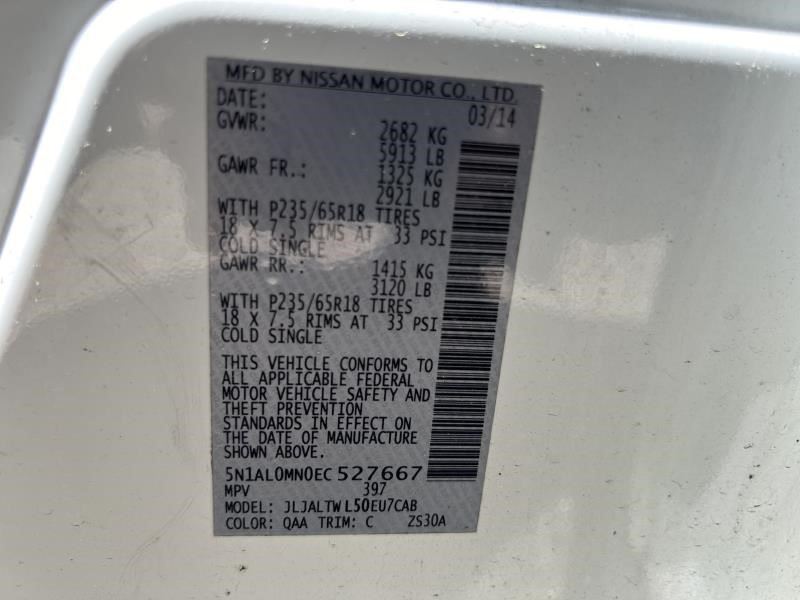 MFD BY NISSAN MOTOR CO., LTD.
DATE: 03/14
GVWR: 2682 KG
5913 LB
GAWR FR.: 1325 KG
2921 LB
WITH P235/65R18 TIRES
18 X 7.5 RIMS AT 33 PSI
COLD SINGLE
GAWR RR.: 1415 KG
3120 LB
WITH P235/65R18 TIRES
18 X 7.5 RIMS AT 33 PSI
COLD SINGLE
THIS VEHICLE CONFORMS TO
ALL APPLICABLE FEDERAL
MOTOR VEHICLE SAFETY AND
THEFT PREVENTION
STANDARDS IN EFFECT ON
THE DATE OF MANUFACTURE
SHOWN ABOVE.
5N1AL0MN0EC 527667
MPV 397
MODEL: JLJALTWL50EU7CAB
COLOR: QAA TRIM: C ZS30A